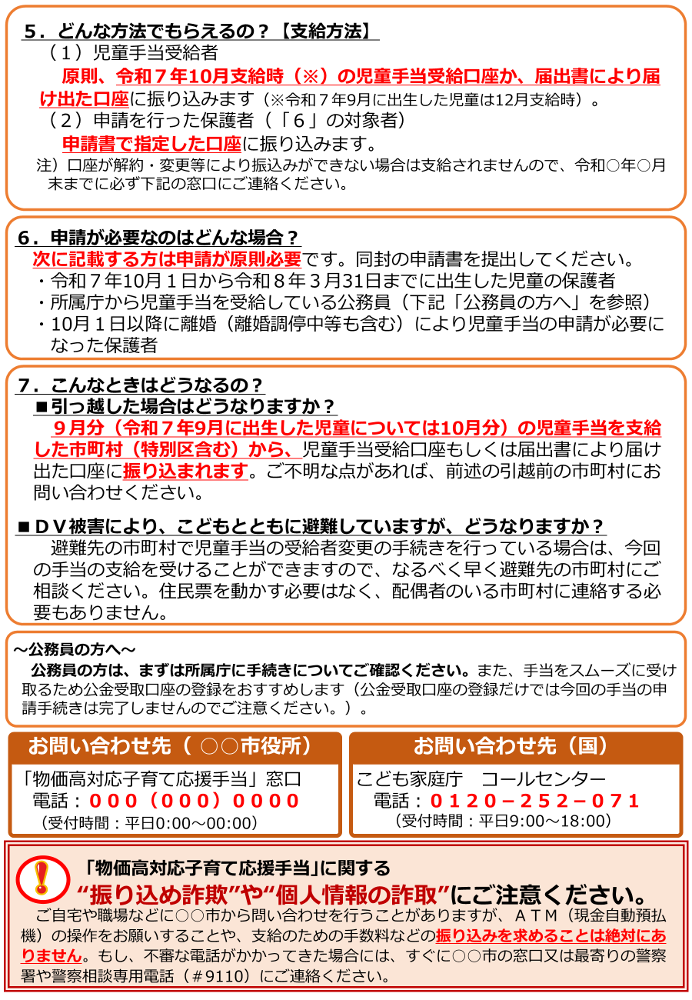 ５．どんな方法でもらえるの？【支給方法】
（１）児童手当受給者
原則、令和７年10月支給時（※）の児童手当受給口座か、届出書により届
け出た口座に振り込みます（※令和７年9月に出生した児童は12月支給時）。
（２）申請を行った保護者（「６」の対象者）
申請書で指定した口座に振り込みます。
注）口座が解約・変更等により振込みができない場合は支給されませんので、令和○年○月
末までに必ず下記の窓口にご連絡ください。
６．申請が必要なのはどんな場合？
次に記載する方は申請が原則必要です。同封の申請書を提出してください。
・令和７年10月１日から令和８年３月31日までに出生した児童の保護者
・所属庁から児童手当を受給している公務員（下記「公務員の方へ」を参照）
・10月１日以降に離婚（離婚調停中等も含む）により児童手当の申請が必要に
なった保護者
７．こんなときはどうなるの？
■引っ越した場合はどうなりますか？
９月分（令和７年9月に出生した児童については10月分）の児童手当を支給
した市町村（特別区含む）から、児童手当受給口座もしくは届出書により届け
出た口座に振り込まれます。ご不明な点があれば、前述の引越前の市町村にお
問い合わせください。
■ＤＶ被害により、こどもとともに避難していますが、どうなりますか？
避難先の市町村で児童手当の受給者変更の手続きを行っている場合は、今回
の手当の支給を受けることができますので、なるべく早く避難先の市町村にご
相談ください。住民票を動かす必要はなく、配偶者のいる市町村に連絡する必
要もありません。
～公務員の方へ～
公務員の方は、まずは所属庁に手続きについてご確認ください。また、手当をスムーズに受け
取るため公金受取口座の登録をおすすめします（公金受取口座の登録だけでは今回の手当の申
請手続きは完了しませんのでご注意ください。）。
お問い合わせ先（ ○○市役所）
「物価高対応子育て応援手当」窓口
電話：０００（０００）００００
（受付時間：平日0:00～00:00）
お問い合わせ先（国）
こども家庭庁　コールセンター
電話：０１２０－２５２－０７１
（受付時間：平日9:00～18:00）
｢物価高対応子育て応援手当｣に関する
“振り込め詐欺”や“個人情報の詐取”にご注意ください。
ご自宅や職場などに○○市から問い合わせを行うことがありますが、ＡＴＭ（現金自動預払
機）の操作をお願いすることや、支給のための手数料などの振り込みを求めることは絶対にあ
りません。もし、不審な電話がかかってきた場合には、すぐに○○市の窓口又は最寄りの警察
署や警察相談専用電話（＃9110）にご連絡ください。